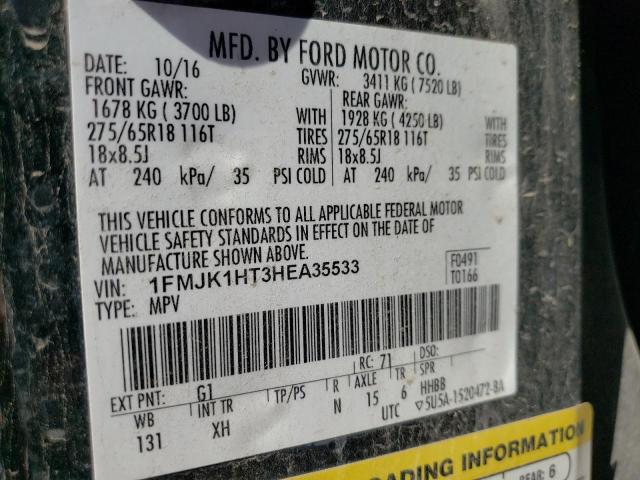 MFD. BY FORD MOTOR CO.
DATE: 10/16 GVWR: 3411 KG ( 7520 LB)
FRONT GAWR: REAR GAWR:
1678 KG ( 3700 LB) WITH 1928 KG ( 4250 LB) WITH
275/65R18 116T TIRES 275/65R18 116T TIRES
18x8.5J RIMS 18x8.5J RIMS
AT 240 kPa/ 35 PSI COLD AT 240 kPa/ 35 PSI COLD
THIS VEHICLE CONFORMS TO ALL APPLICABLE FEDERAL MOTOR
VEHICLE SAFETY STANDARDS IN EFFECT ON THE DATE OF
MANUFACTURE SHOWN ABOVE.
VIN: 1FMJK1HT3HEA35533 F0491
TYPE: MPV T0166
EXT PNT: G1 RC: 71 DSO:
WB INT TR TP/PS R AXLE TR SPR
131 XH N 15 6 HHBB
UTC ▽5U5A-1520472-BA
ADING INFORMATION
REAR: 6